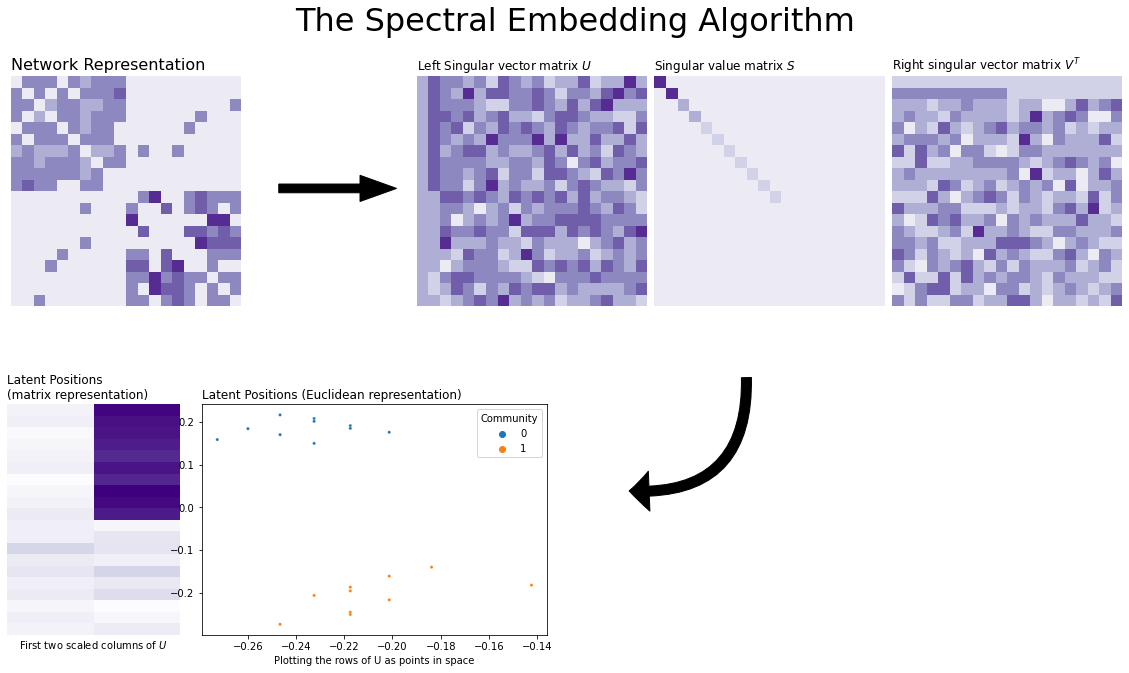 The Spectral Embedding Algorithm
Network Representation
Left Singular vector matrix U
Singular value matrix S
Right singular vector matrix V^T
Latent Positions
(matrix representation)
First two scaled columns of U
Latent Positions (Euclidean representation)
Community
0
1
0.2
0.1
0.0
−0.1
−0.2
−0.26
−0.24
−0.22
−0.20
−0.18
−0.16
−0.14
Plotting the rows of U as points in space